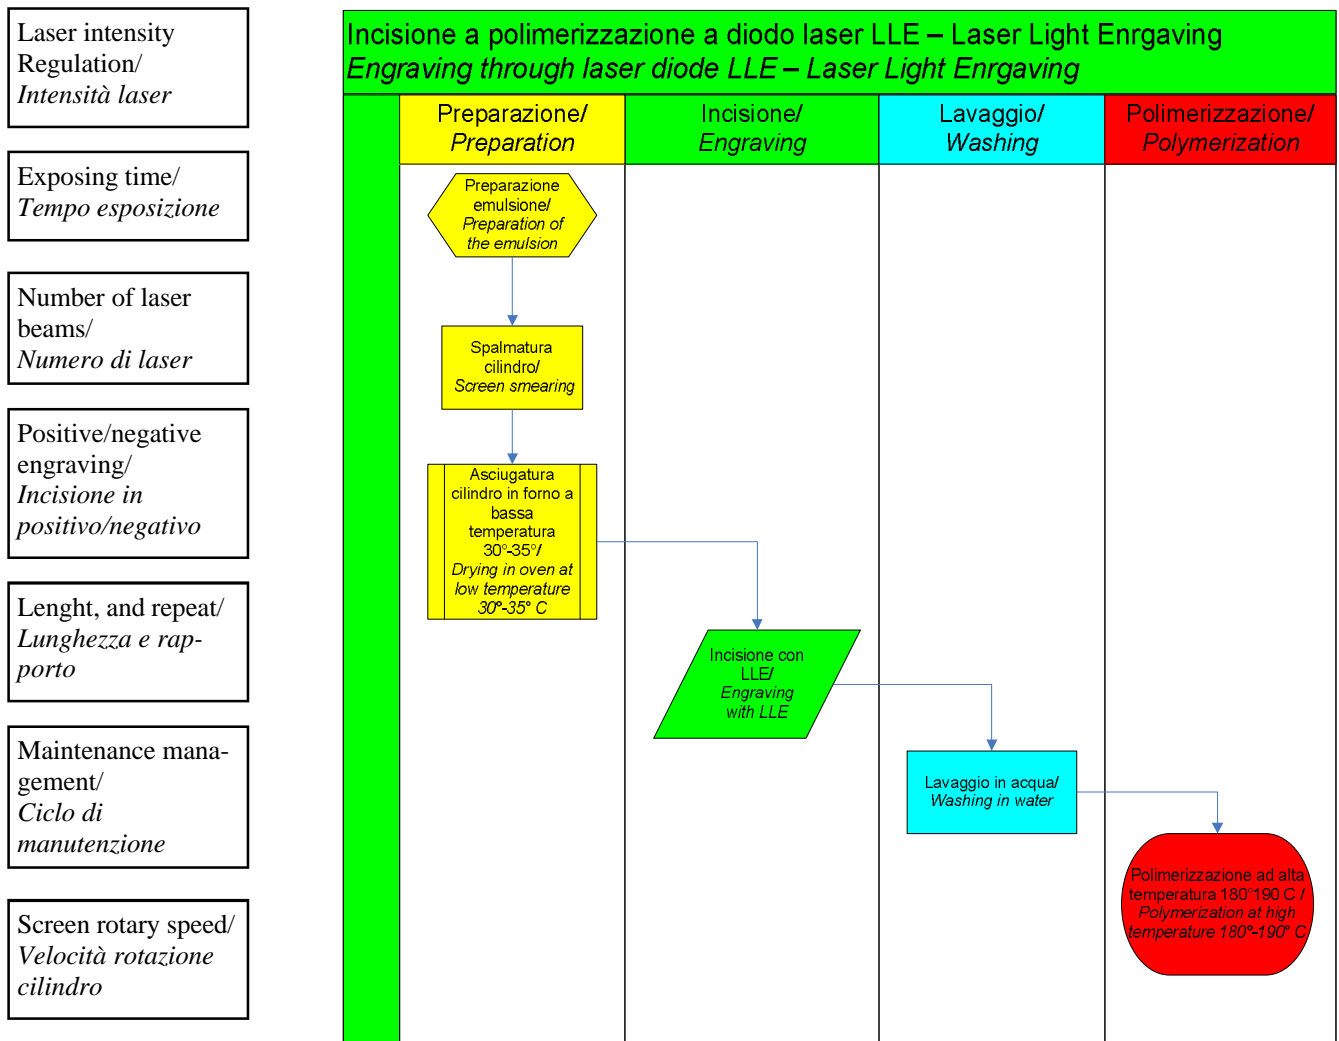 Laser intensity
Regulation/
Intensità laser
Exposing time/
Tempo esposizione
Number of laser
beams/
Numero di laser
Positive/negative
engraving/
Incisione in
positivo/negativo
Lenght, and repeat/
Lunghezza e rap-
porto
Maintenance mana-
gement/
Ciclo di
manutenzione
Screen rotary speed/
Velocità rotazione
cilindro
Incisione a polimerizzazione a diodo laser LLE – Laser Light Enrgaving
Engraving through laser diode LLE – Laser Light Enrgaving
Preparazione/
Preparation
Incisione/
Engraving
Lavaggio/
Washing
Polimerizzazione/
Polymerization
Preparazione
emulsione/
Preparation of
the emulsion
Spalmatura
cilindro/
Screen smearing
Asciugatura
cilindro in forno a
bassa
temperatura
30°-35°/
Drying in oven at
low temperature
30°-35° C
Incisione con
LLE/
Engraving
with LLE
Lavaggio in acqua/
Washing in water
Polimerizzazione ad alta
temperatura 180°190 C /
Polymerization at high
temperature 180°-190° C